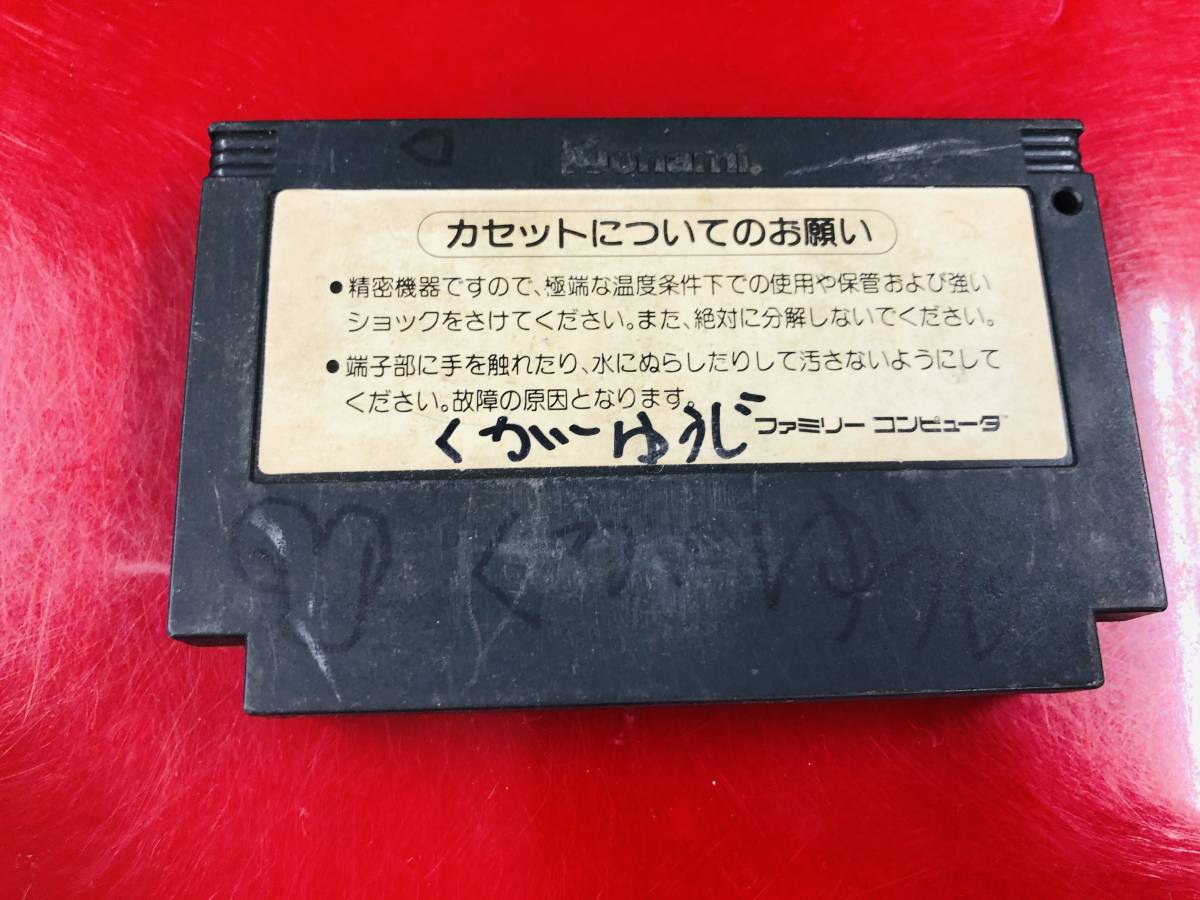 Konami®
カセットについてのお願い
●精密機器ですので、極端な温度条件下での使用や保管および強い
ショックをさけてください。また、絶対に分解しないでください。
●端子部に手を触れたり、水にぬらしたりして汚さないようにして
ください。故障の原因となります。
くがーゆうじ
ファミリー コンピュータ™